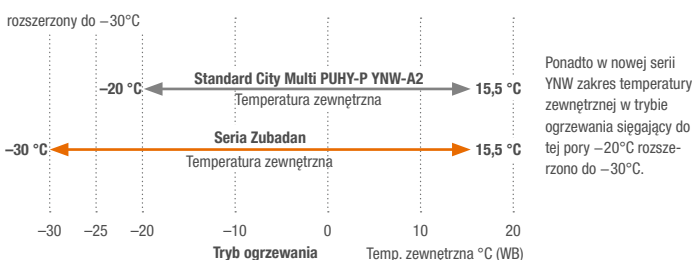 rozszerzony do –30°C
–20 °C
Standard City Multi PUHY-P YNW-A2
15,5 °C
Temperatura zewnętrzna
–30 °C
Seria Zubadan
15,5 °C
Temperatura zewnętrzna
–30 –25 –20 –10 0 10 20
Tryb ogrzewania Temp. zewnętrzna °C (WB)
Ponadto w nowej serii
YNW zakres temperatury
zewnętrznej w trybie
ogrzewania sięgający do
tej pory –20°C rozsze-
rzono do –30°C.